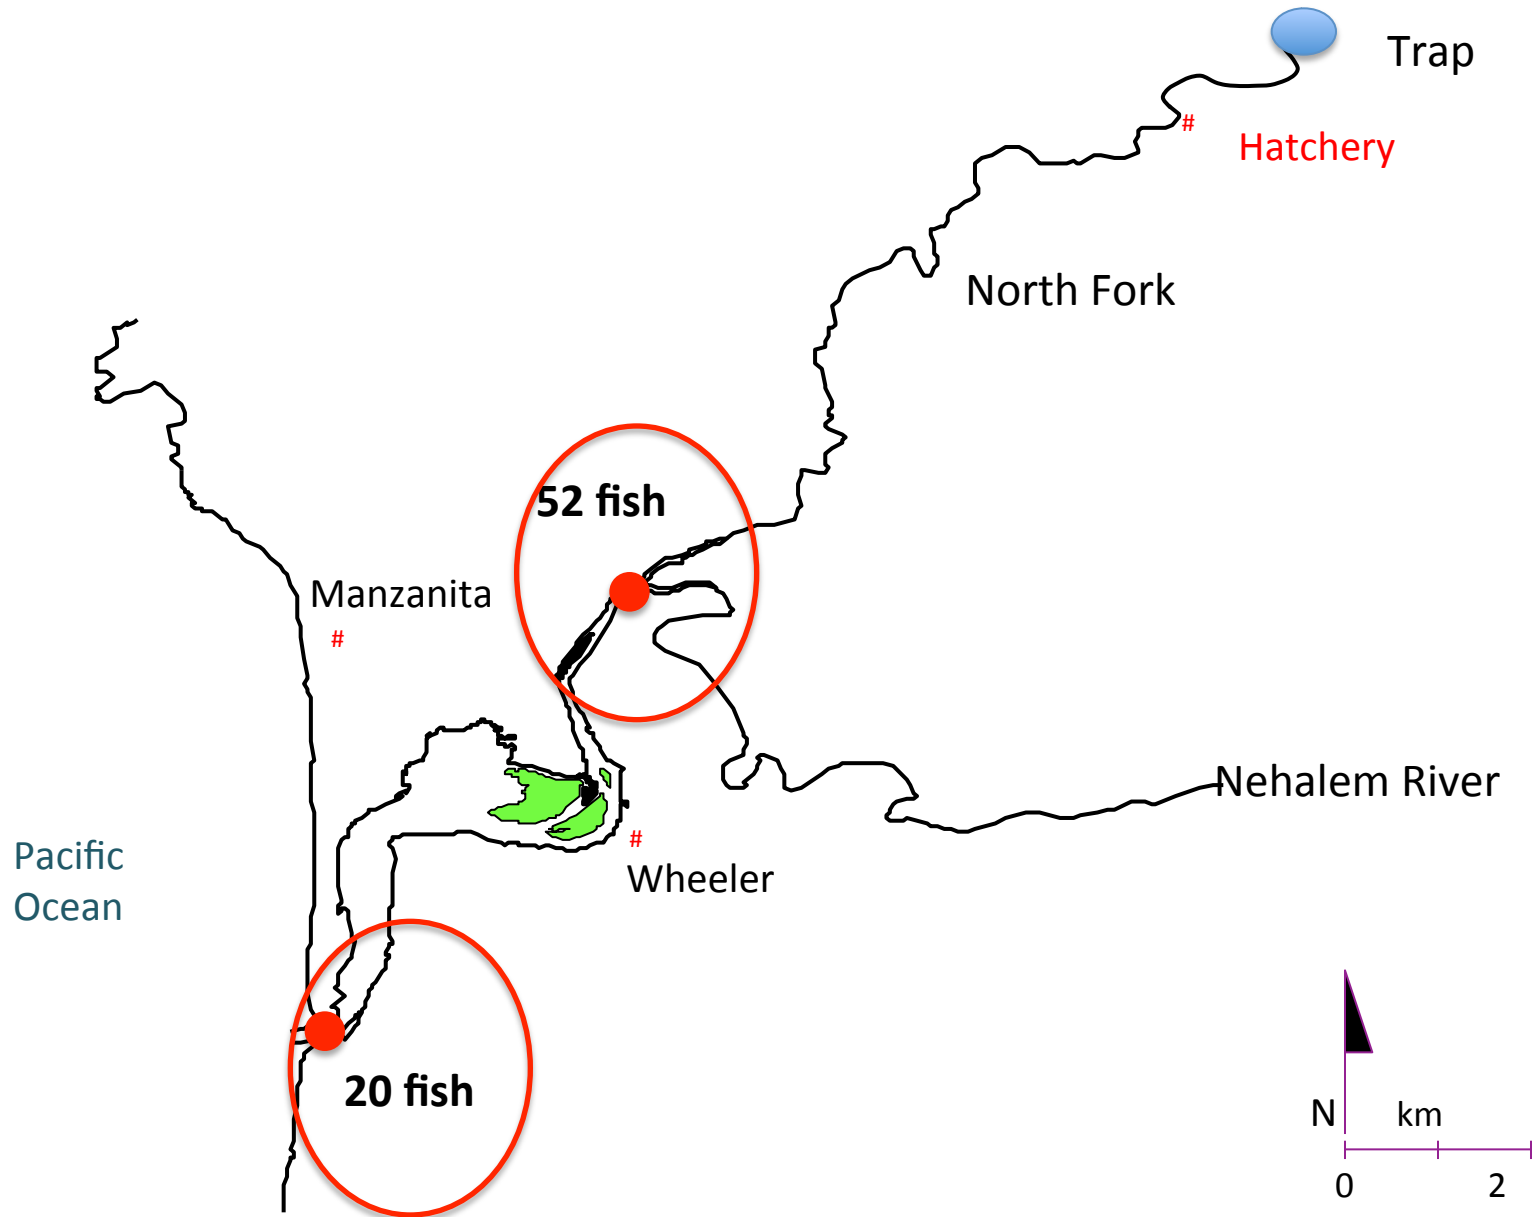 Trap
#
Hatchery
North Fork
52 fish
Manzanita
#
Nehalem River
#
Wheeler
Pacific
Ocean
20 fish
N km
0 2